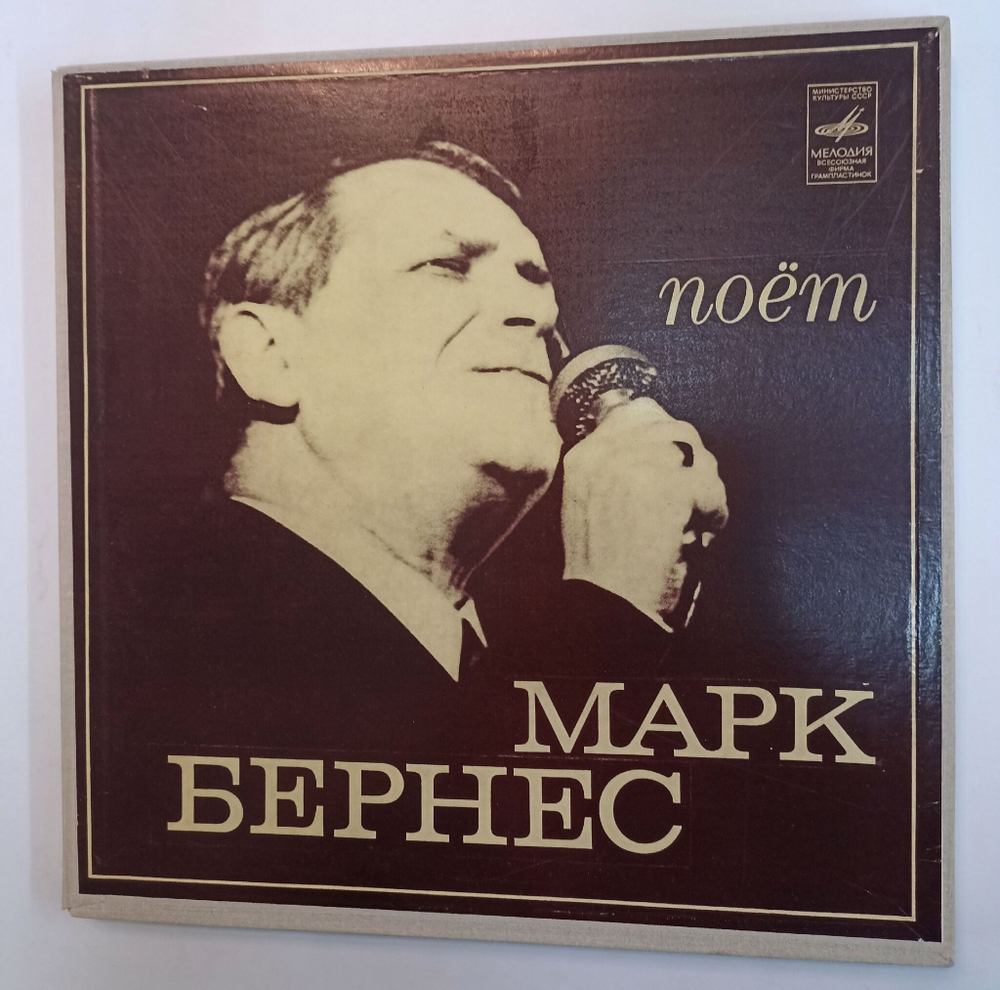 МИНИСТЕРСТВО
КУЛЬТУРЫ СССР
МЕЛОДИЯ
ВСЕСОЮЗНАЯ
ФИРМА
ГРАМПЛАСТИНОК
поёт
МАРК
БЕРНЕС